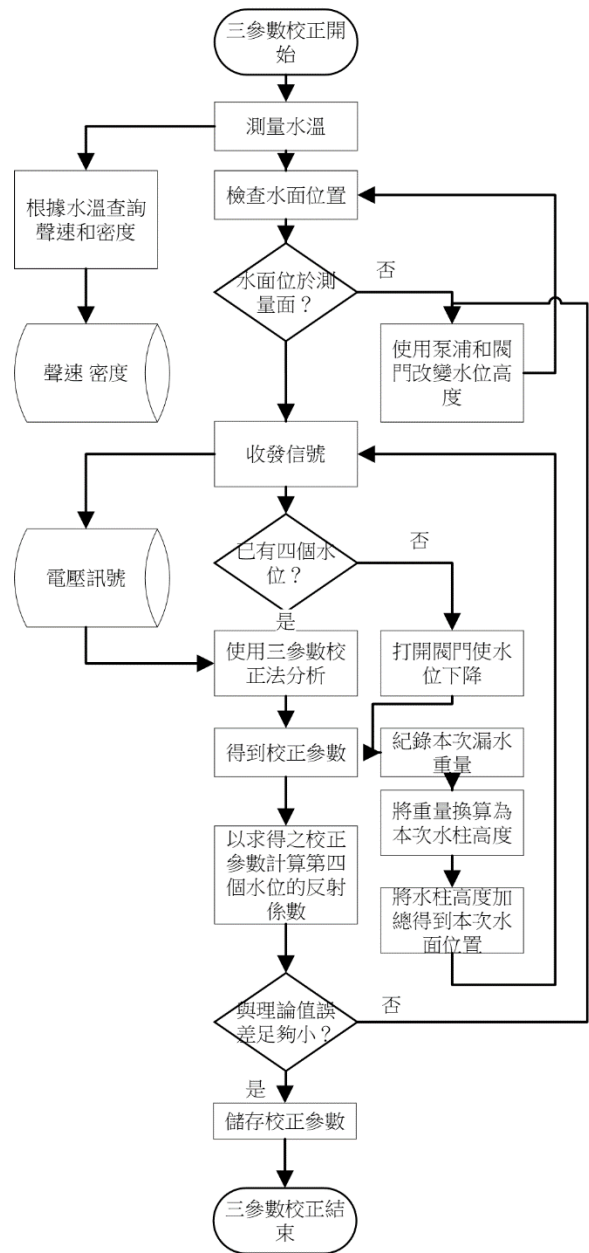 三參數校正開
始
測量水溫
根據水溫查詢
聲速和密度
檢查水面位置
水面位於測
量面？
否
聲速 密度
使用泵浦和閥
門改變水位高
度
收發信號
電壓訊號
已有四個水
位？
否
是
使用三參數校
正法分析
打開閥門使水
位下降
得到校正參數
紀錄本次漏水
重量
將重量換算為
本次水柱高度
以求得之校正
參數計算第四
個水位的反射
係數
將水柱高度加
總得到本次水
面位置
與理論值誤
差足夠小？
否
是
儲存校正參數
三參數校正結
束